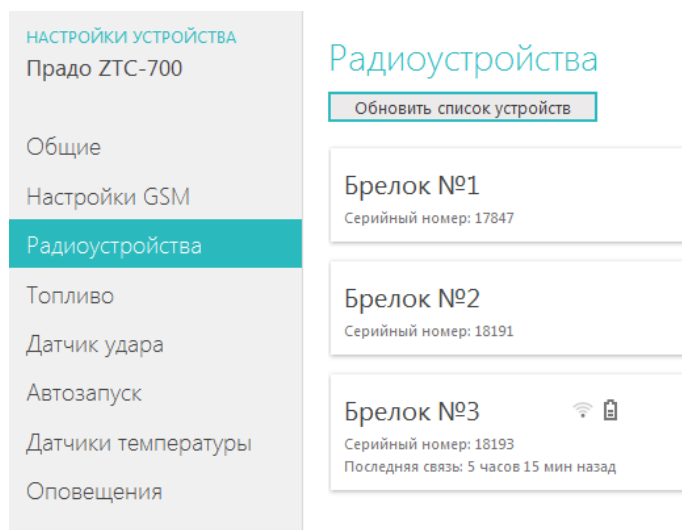 НАСТРОЙКИ УСТРОЙСТВА
Прадо ZTC-700
Общие
Настройки GSM
Радиоустройства
Топливо
Датчик удара
Автозапуск
Датчики температуры
Оповещения
Радиоустройства
Обновить список устройств
Брелок №1
Серийный номер: 17847
Брелок №2
Серийный номер: 18191
Брелок №3
Серийный номер: 18193
Последняя связь: 5 часов 15 мин назад